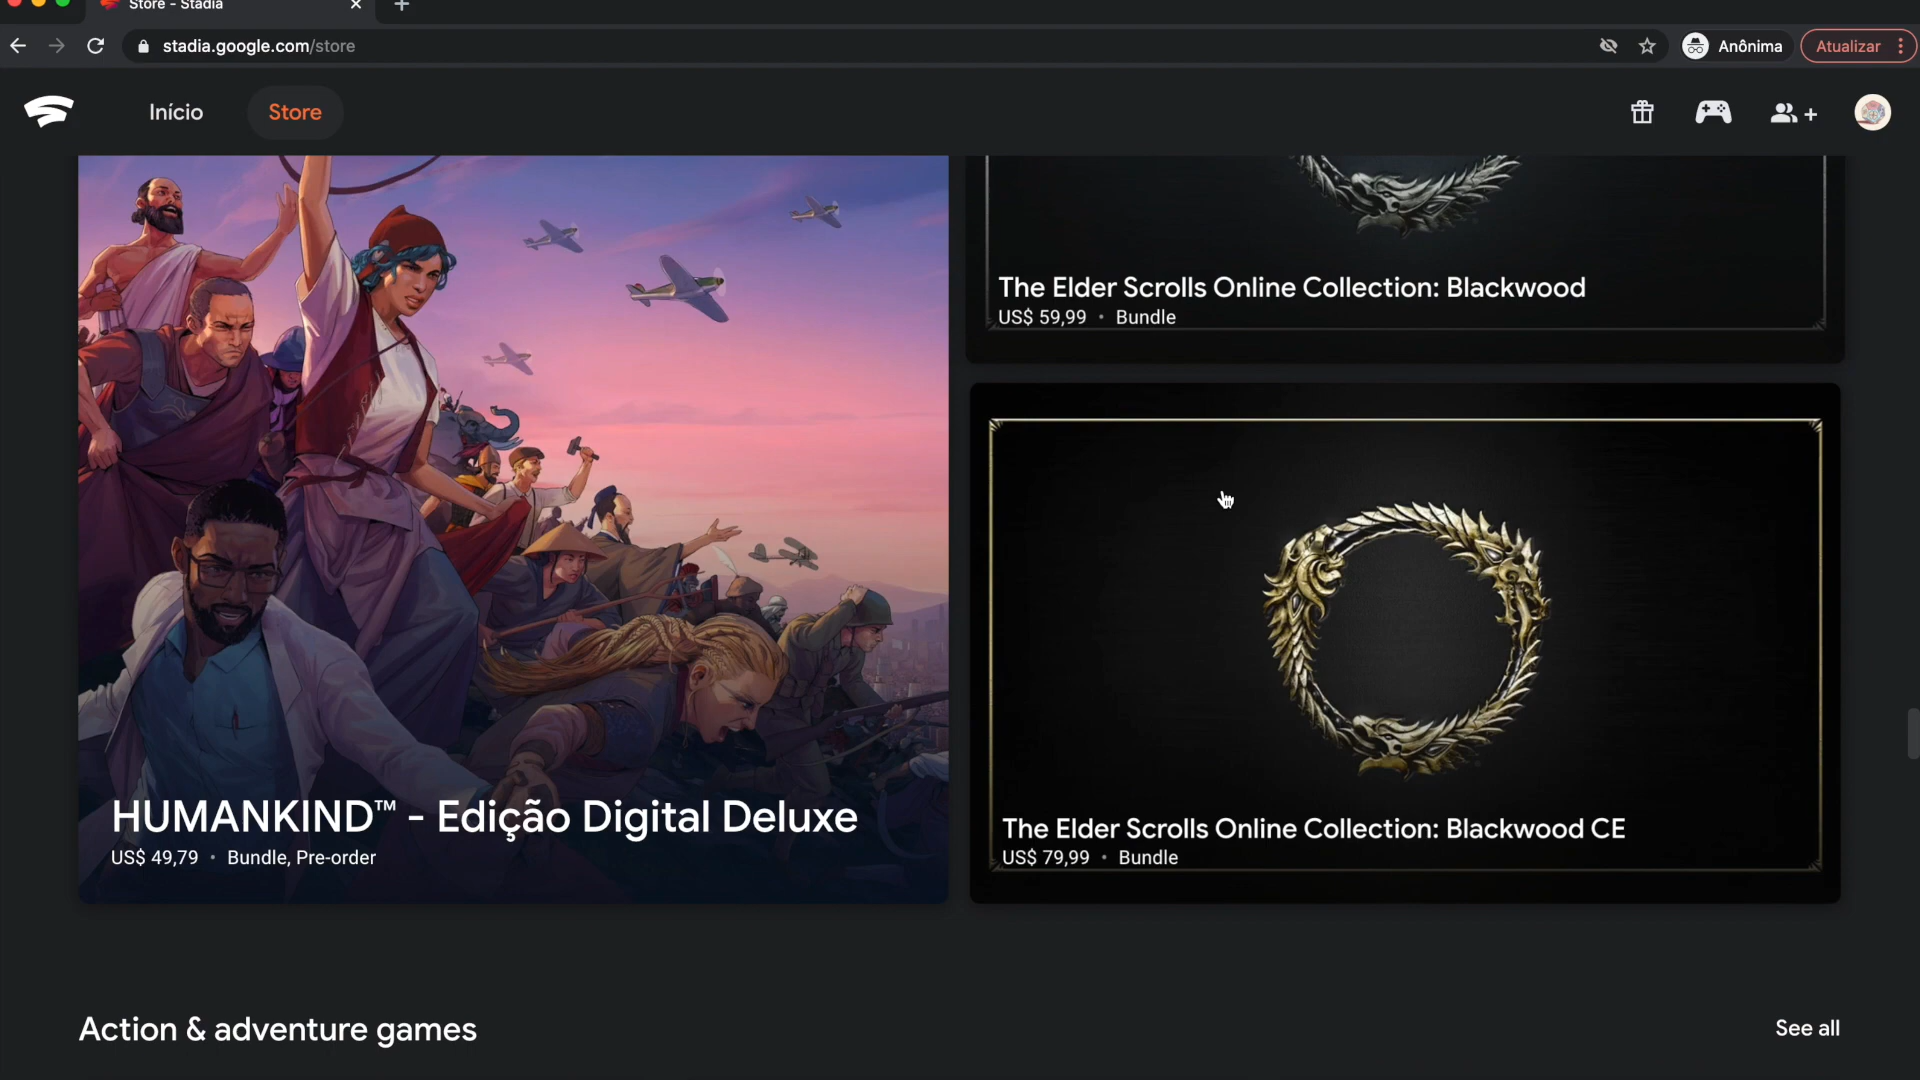 Store - Stadia
stadia.google.com/store
Anônima
Atualizar
Início
Store
The Elder Scrolls Online Collection: Blackwood
US$ 59,99 • Bundle
HUMANKIND™ - Edição Digital Deluxe
US$ 49,79 • Bundle, Pre-order
The Elder Scrolls Online Collection: Blackwood CE
US$ 79,99 • Bundle
Action & adventure games
See all